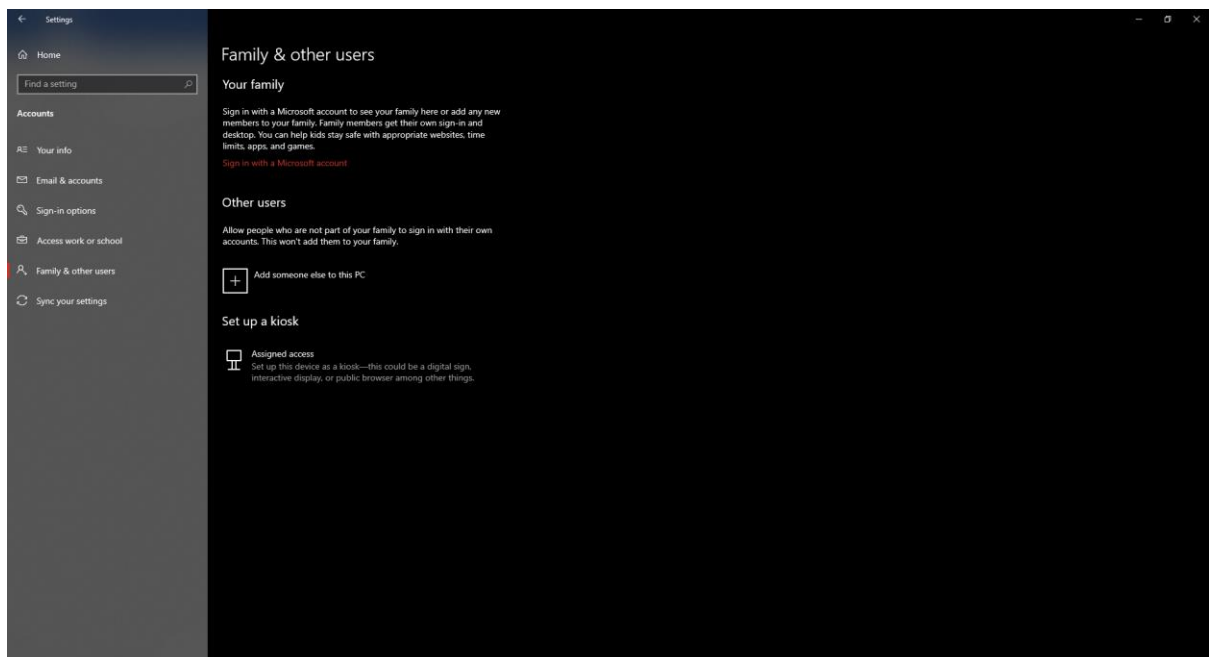 Settings
Home
Find a setting
Accounts
Your info
Email & accounts
Sign-in options
Access work or school
Family & other users
Sync your settings
Family & other users
Your family
Sign in with a Microsoft account to see your family here or add any new
members to your family. Family members get their own sign-in and
desktop. You can help kids stay safe with appropriate websites, time
limits, apps, and games.
Sign in with a Microsoft account
Other users
Allow people who are not part of your family to sign in with their own
accounts. This won't add them to your family.
Add someone else to this PC
Set up a kiosk
Assigned access
Set up this device as a kiosk—this could be a digital sign,
interactive display, or public browser among other things.